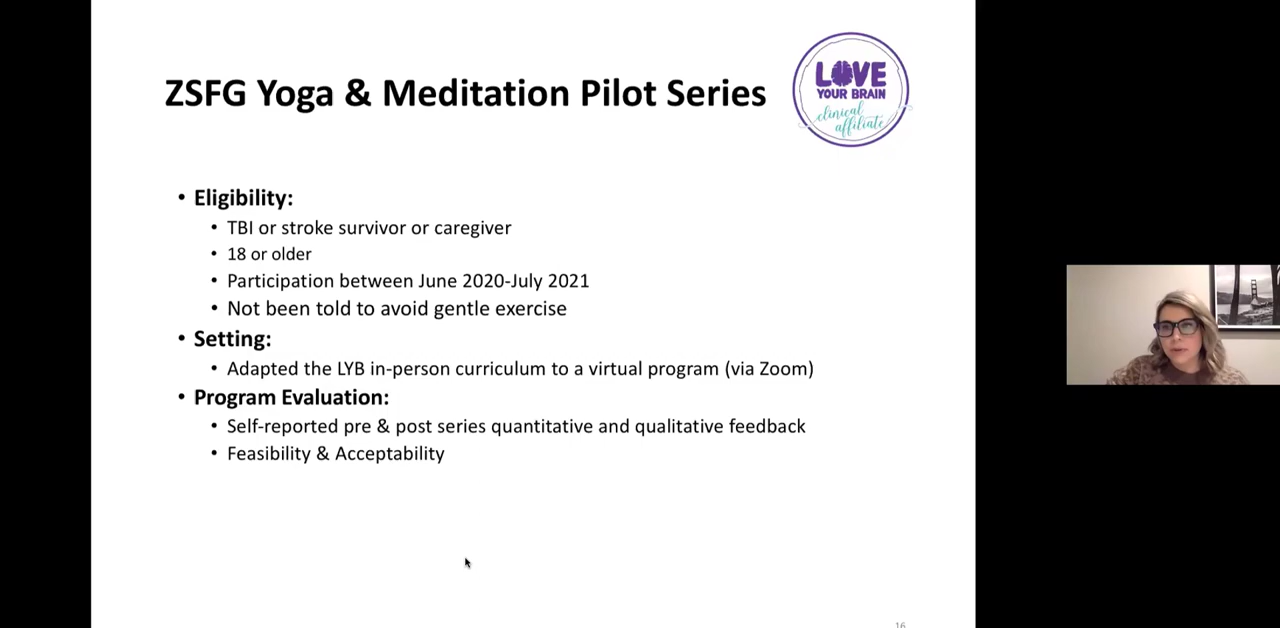 ZSFG Yoga & Meditation Pilot Series
LOVE
YOUR BRAIN
clinical
affiliate
• Eligibility:
• TBI or stroke survivor or caregiver
• 18 or older
• Participation between June 2020-July 2021
• Not been told to avoid gentle exercise
• Setting:
• Adapted the LYB in-person curriculum to a virtual program (via Zoom)
• Program Evaluation:
• Self-reported pre & post series quantitative and qualitative feedback
• Feasibility & Acceptability
16